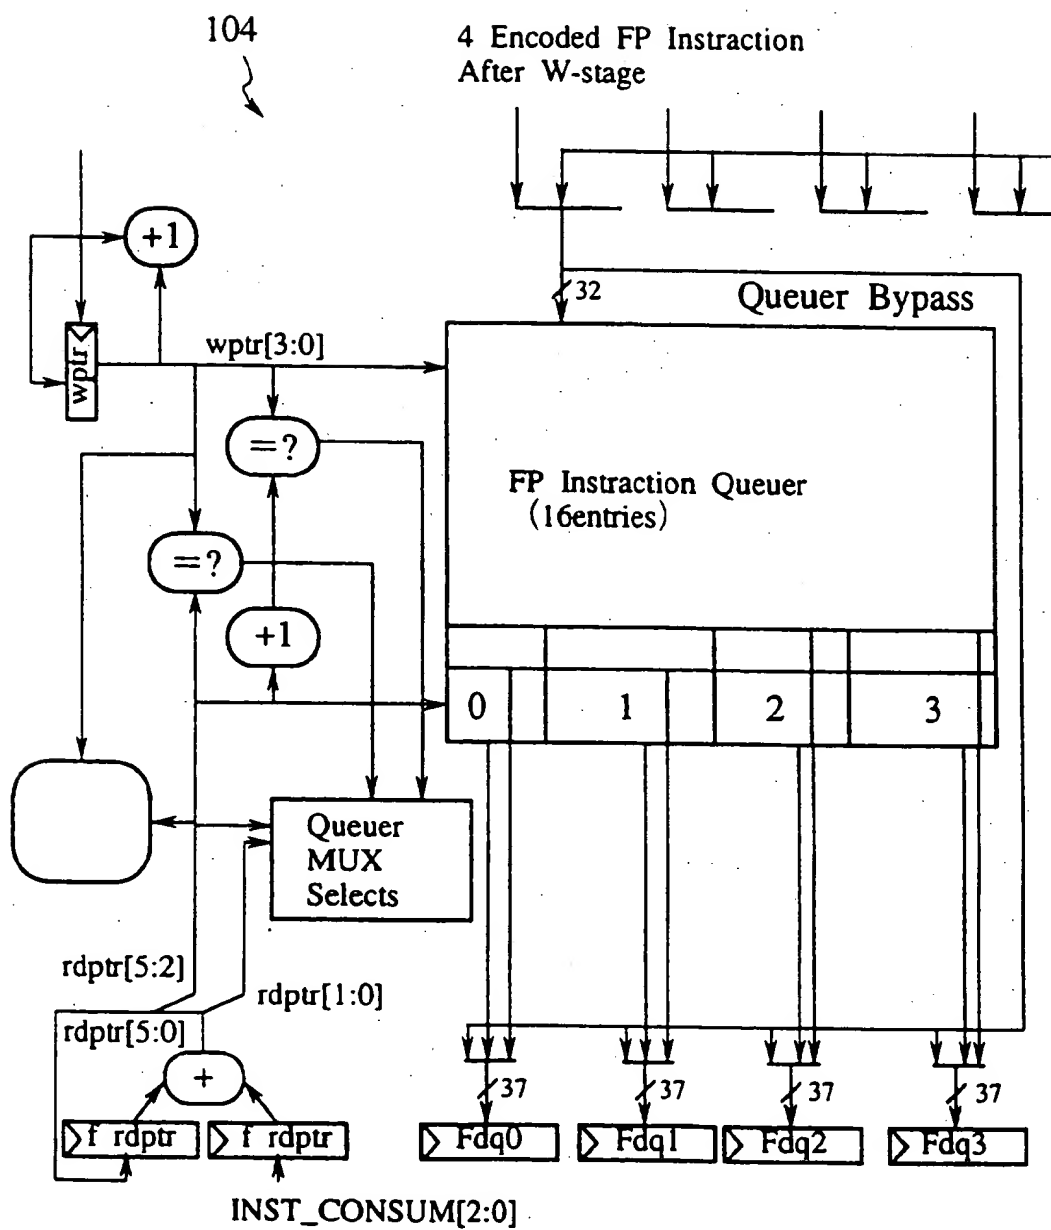 104
4 Encoded FP Instraction
After W-stage
+1
32
Queuer Bypass
wptr
wptr[3:0]
=?
FP Instraction Queuer
(16entries)
=?
+1
0 1 2 3
Queuer
MUX
Selects
rdptr[5:2]
rdptr[1:0]
rdptr[5:0]
+
37 37 37 37
f rdptr f rdptr Fdq0 Fdq1 Fdq2 Fdq3
INST_CONSUM[2:0]